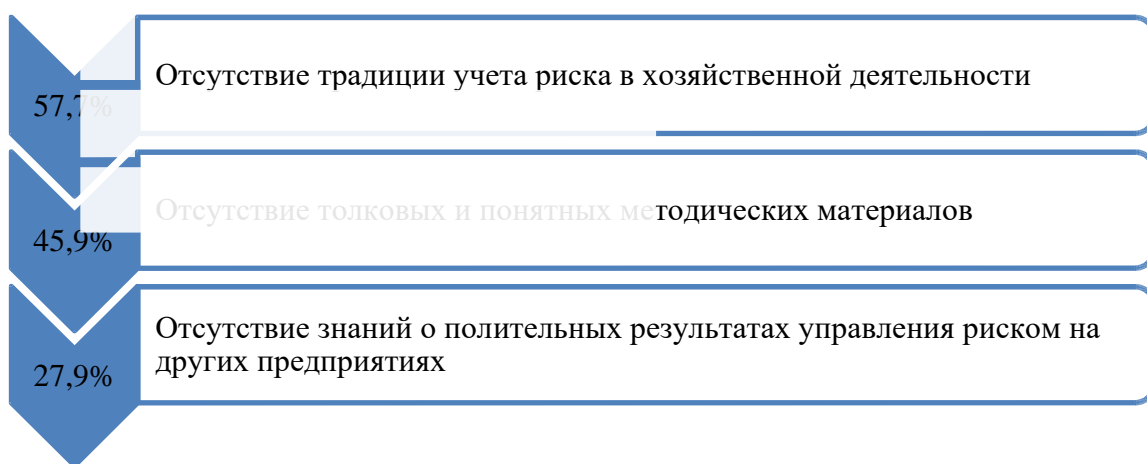 57,7%
Отсутствие традиции учета риска в хозяйственной деятельности
45,9%
Отсутствие толковых и понятных методических материалов
27,9%
Отсутствие знаний о полительных результатах управления риском на
других предприятиях